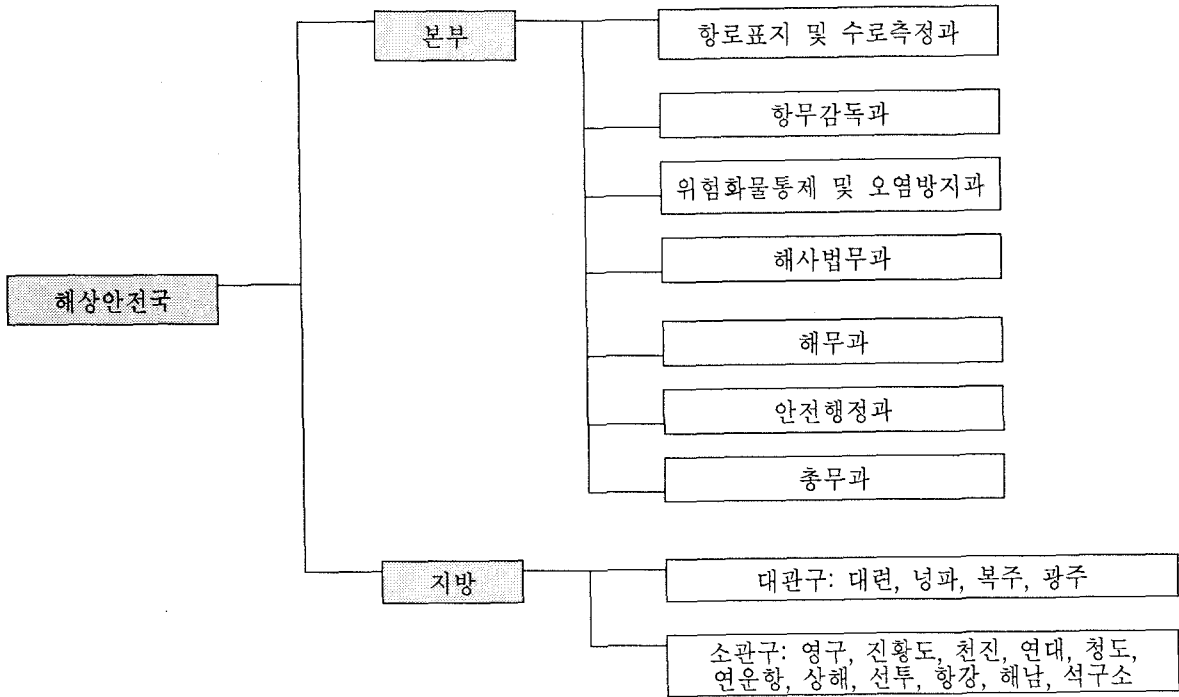 해상안전국
본부
항로표지 및 수로측정과
항무감독과
위험화물통제 및 오염방지과
해사법무과
해무과
안전행정과
총무과
지방
대관구: 대련, 넝파, 복주, 광주
소관구: 영구, 진황도, 천진, 연대, 청도,
연운항, 상해, 선투, 항강, 해남, 석구소